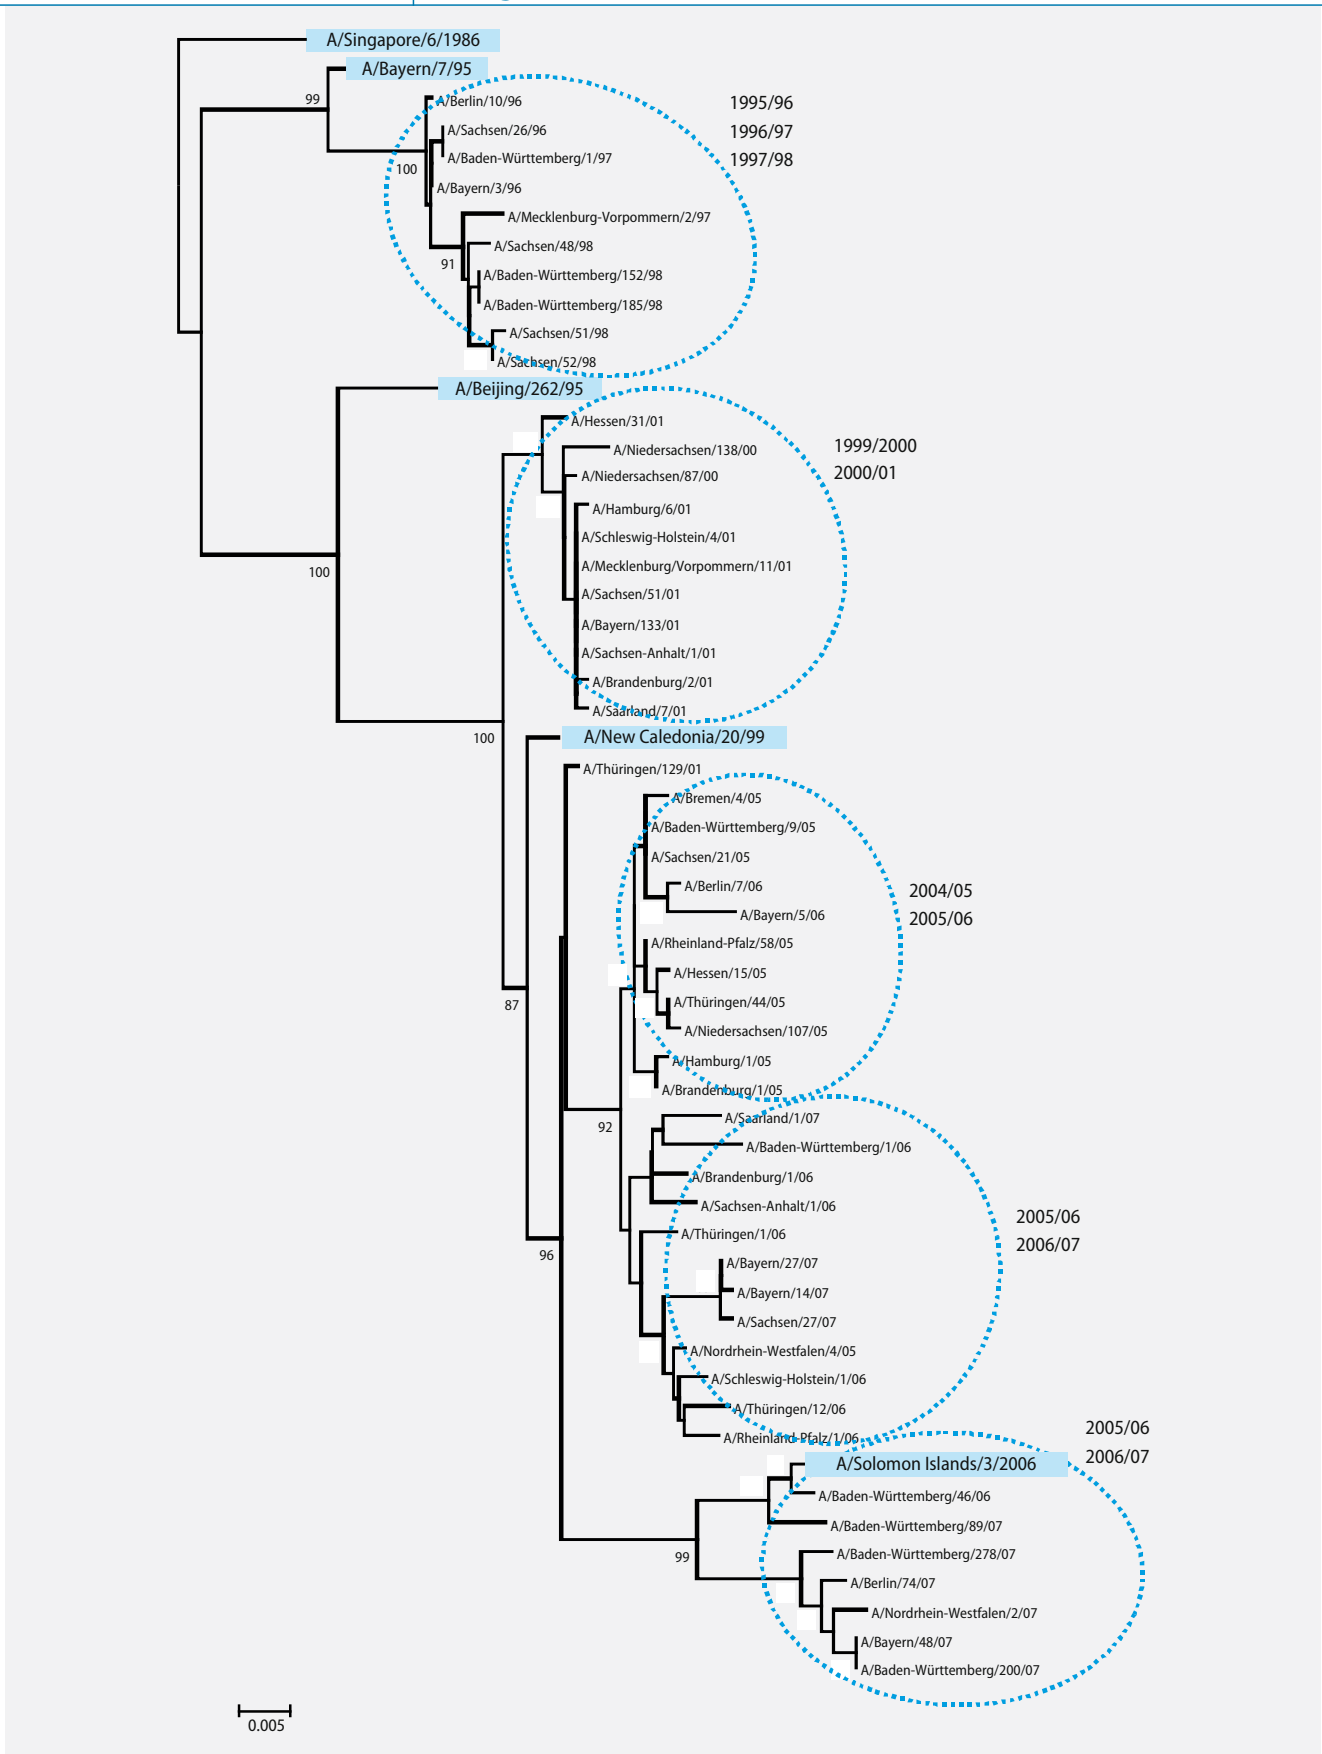 A/Singapore/6/1986
A/Bayern/7/95
99
A/Berlin/10/96
1995/96
A/Sachsen/26/96
1996/97
A/Baden-Württemberg/1/97
1997/98
100
A/Bayern/3/96
A/Mecklenburg-Vorpommern/2/97
A/Sachsen/48/98
91
A/Baden-Württemberg/152/98
A/Baden-Württemberg/185/98
A/Sachsen/51/98
A/Sachsen/52/98
A/Beijing/262/95
A/Hessen/31/01
A/Niedersachsen/138/00
1999/2000
A/Niedersachsen/87/00
2000/01
A/Hamburg/6/01
A/Schleswig-Holstein/4/01
A/Mecklenburg/Vorpommern/11/01
100
A/Sachsen/51/01
A/Bayern/133/01
A/Sachsen-Anhalt/1/01
A/Brandenburg/2/01
A/Saarland/7/01
100
A/New Caledonia/20/99
A/Thüringen/129/01
A/Bremen/4/05
A/Baden-Württemberg/9/05
A/Sachsen/21/05
A/Berlin/7/06
2004/05
A/Bayern/5/06
2005/06
A/Rheinland-Pfalz/58/05
A/Hessen/15/05
87
A/Thüringen/44/05
A/Niedersachsen/107/05
A/Hamburg/1/05
A/Brandenburg/1/05
A/Saarland/1/07
92
A/Baden-Württemberg/1/06
A/Brandenburg/1/06
A/Sachsen-Anhalt/1/06
2005/06
A/Thüringen/1/06
2006/07
96
A/Bayern/27/07
A/Bayern/14/07
A/Sachsen/27/07
A/Nordrhein-Westfalen/4/05
A/Schleswig-Holstein/1/06
A/Thüringen/12/06
2005/06
A/Rheinland-Pfalz/1/06
2006/07
A/Solomon Islands/3/2006
A/Baden-Württemberg/46/06
A/Baden-Württemberg/89/07
99
A/Baden-Württemberg/278/07
A/Berlin/74/07
A/Nordrhein-Westfalen/2/07
A/Bayern/48/07
A/Baden-Württemberg/200/07
0.005